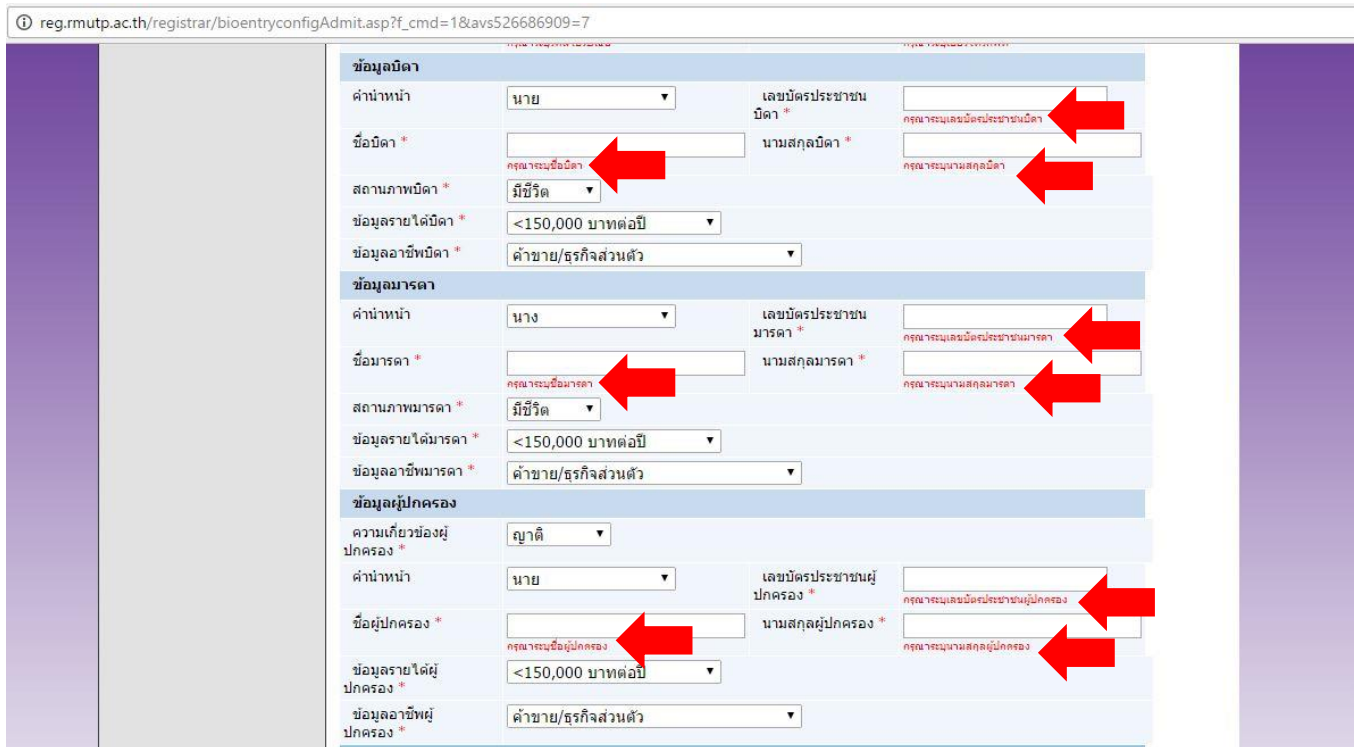 reg.rmutp.ac.th/registrar/bioentryconfigAdmit.asp?f_cmd=1&avs526686909=7
ข้อมูลบิดา
คำนำหน้า นาย เลขบัตรประชาชน
บิดา *
กรุณาระบุเลขบัตรประชาชนบิดา
ชื่อบิดา * นามสกุลบิดา *
กรุณาระบุชื่อบิดา กรุณาระบุนามสกุลบิดา
สถานภาพบิดา * มีชีวิต
ข้อมูลรายได้บิดา * <150,000 บาทต่อปี
ข้อมูลอาชีพบิดา * ค้าขาย/ธุรกิจส่วนตัว
ข้อมูลมารดา
คำนำหน้า นาง เลขบัตรประชาชน
มารดา *
กรุณาระบุเลขบัตรประชาชนมารดา
ชื่อมารดา * นามสกุลมารดา *
กรุณาระบุชื่อมารดา กรุณาระบุนามสกุลมารดา
สถานภาพมารดา * มีชีวิต
ข้อมูลรายได้มารดา * <150,000 บาทต่อปี
ข้อมูลอาชีพมารดา * ค้าขาย/ธุรกิจส่วนตัว
ข้อมูลผู้ปกครอง
ความเกี่ยวข้องผู้
ปกครอง * ญาติ
คำนำหน้า นาย เลขบัตรประชาชนผู้
ปกครอง *
กรุณาระบุเลขบัตรประชาชนผู้ปกครอง
ชื่อผู้ปกครอง * นามสกุลผู้ปกครอง *
กรุณาระบุชื่อผู้ปกครอง กรุณาระบุนามสกุลผู้ปกครอง
ข้อมูลรายได้ผู้
ปกครอง * <150,000 บาทต่อปี
ข้อมูลอาชีพผู้
ปกครอง * ค้าขาย/ธุรกิจส่วนตัว